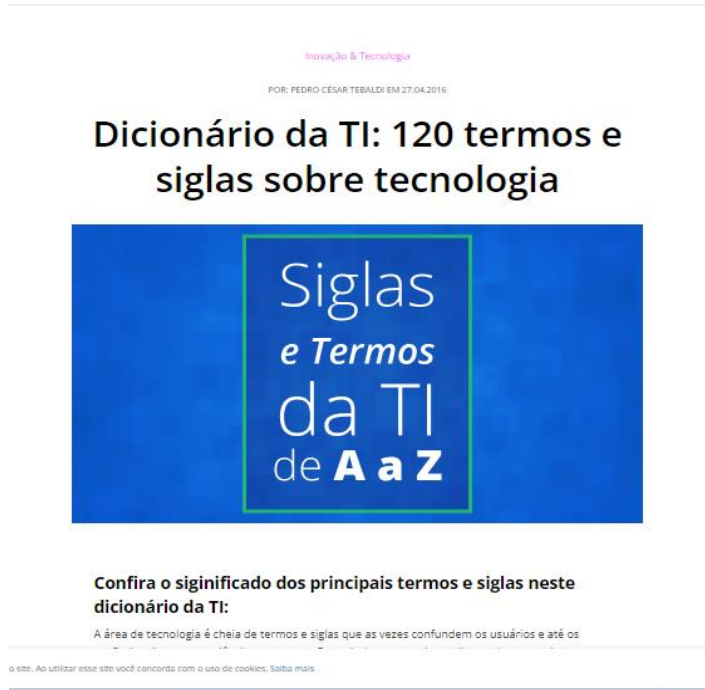 Inovação & Tecnologia
POR: PEDRO CÉSAR TEBALDI EM 27.04.2016
Dicionário da TI: 120 termos e
siglas sobre tecnologia
Siglas
e Termos
da TI
de A a Z
Confira o siginificado dos principais termos e siglas neste
dicionário da TI:
A área de tecnologia é cheia de termos e siglas que as vezes confundem os usuários e até os
o site. Ao utilizar esse site você concorda com o uso de cookies. Saiba mais